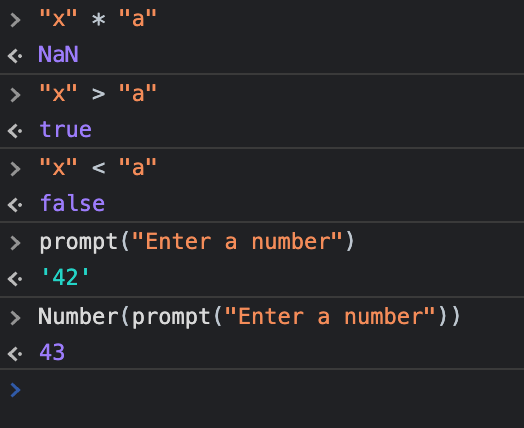 > "x" * "a"
<· NaN
> "x" > "a"
<· true
> "x" < "a"
<· false
> prompt("Enter a number")
<· '42'
> Number(prompt("Enter a number"))
<· 43
>